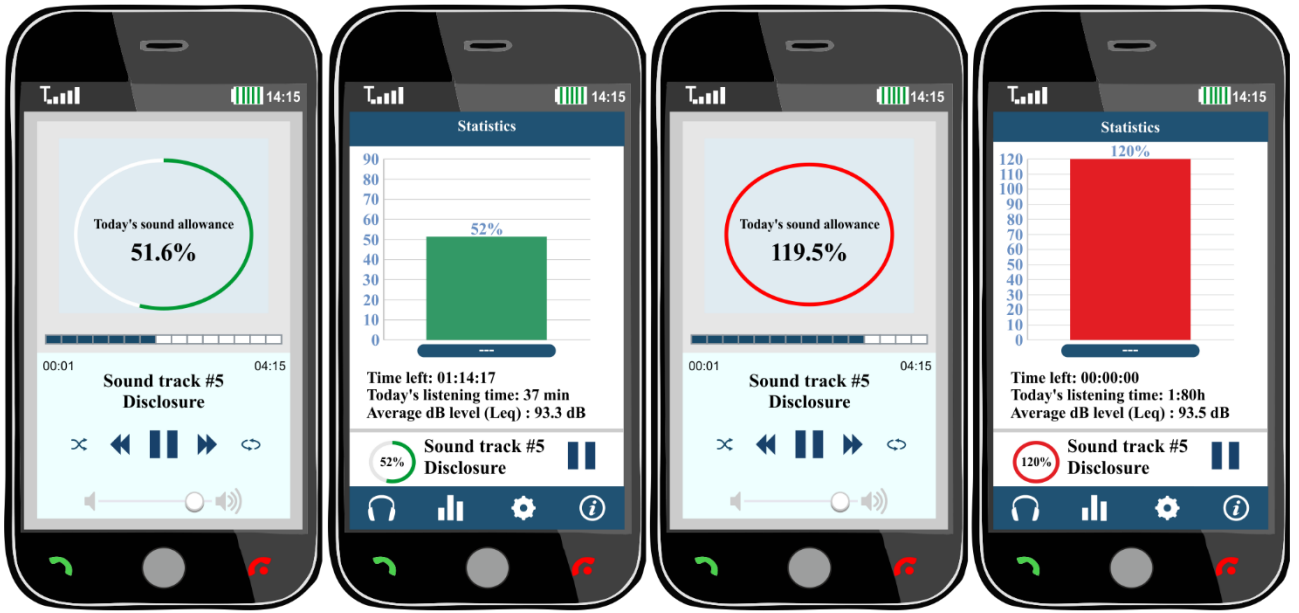 14:15
Today's sound allowance
51.6%
00:01
04:15
Sound track #5
Disclosure
14:15
Statistics
90
80
70
60
50
40
30
20
10
0
52%
---
Time left: 01:14:17
Today's listening time: 37 min
Average dB level (Leq) : 93.3 dB
52%
Sound track #5
Disclosure
i
14:15
Today's sound allowance
119.5%
00:01
04:15
Sound track #5
Disclosure
14:15
Statistics
120
110
100
90
80
70
60
50
40
30
20
10
0
120%
---
Time left: 00:00:00
Today's listening time: 1:80h
Average dB level (Leq) : 93.5 dB
120%
Sound track #5
Disclosure
i